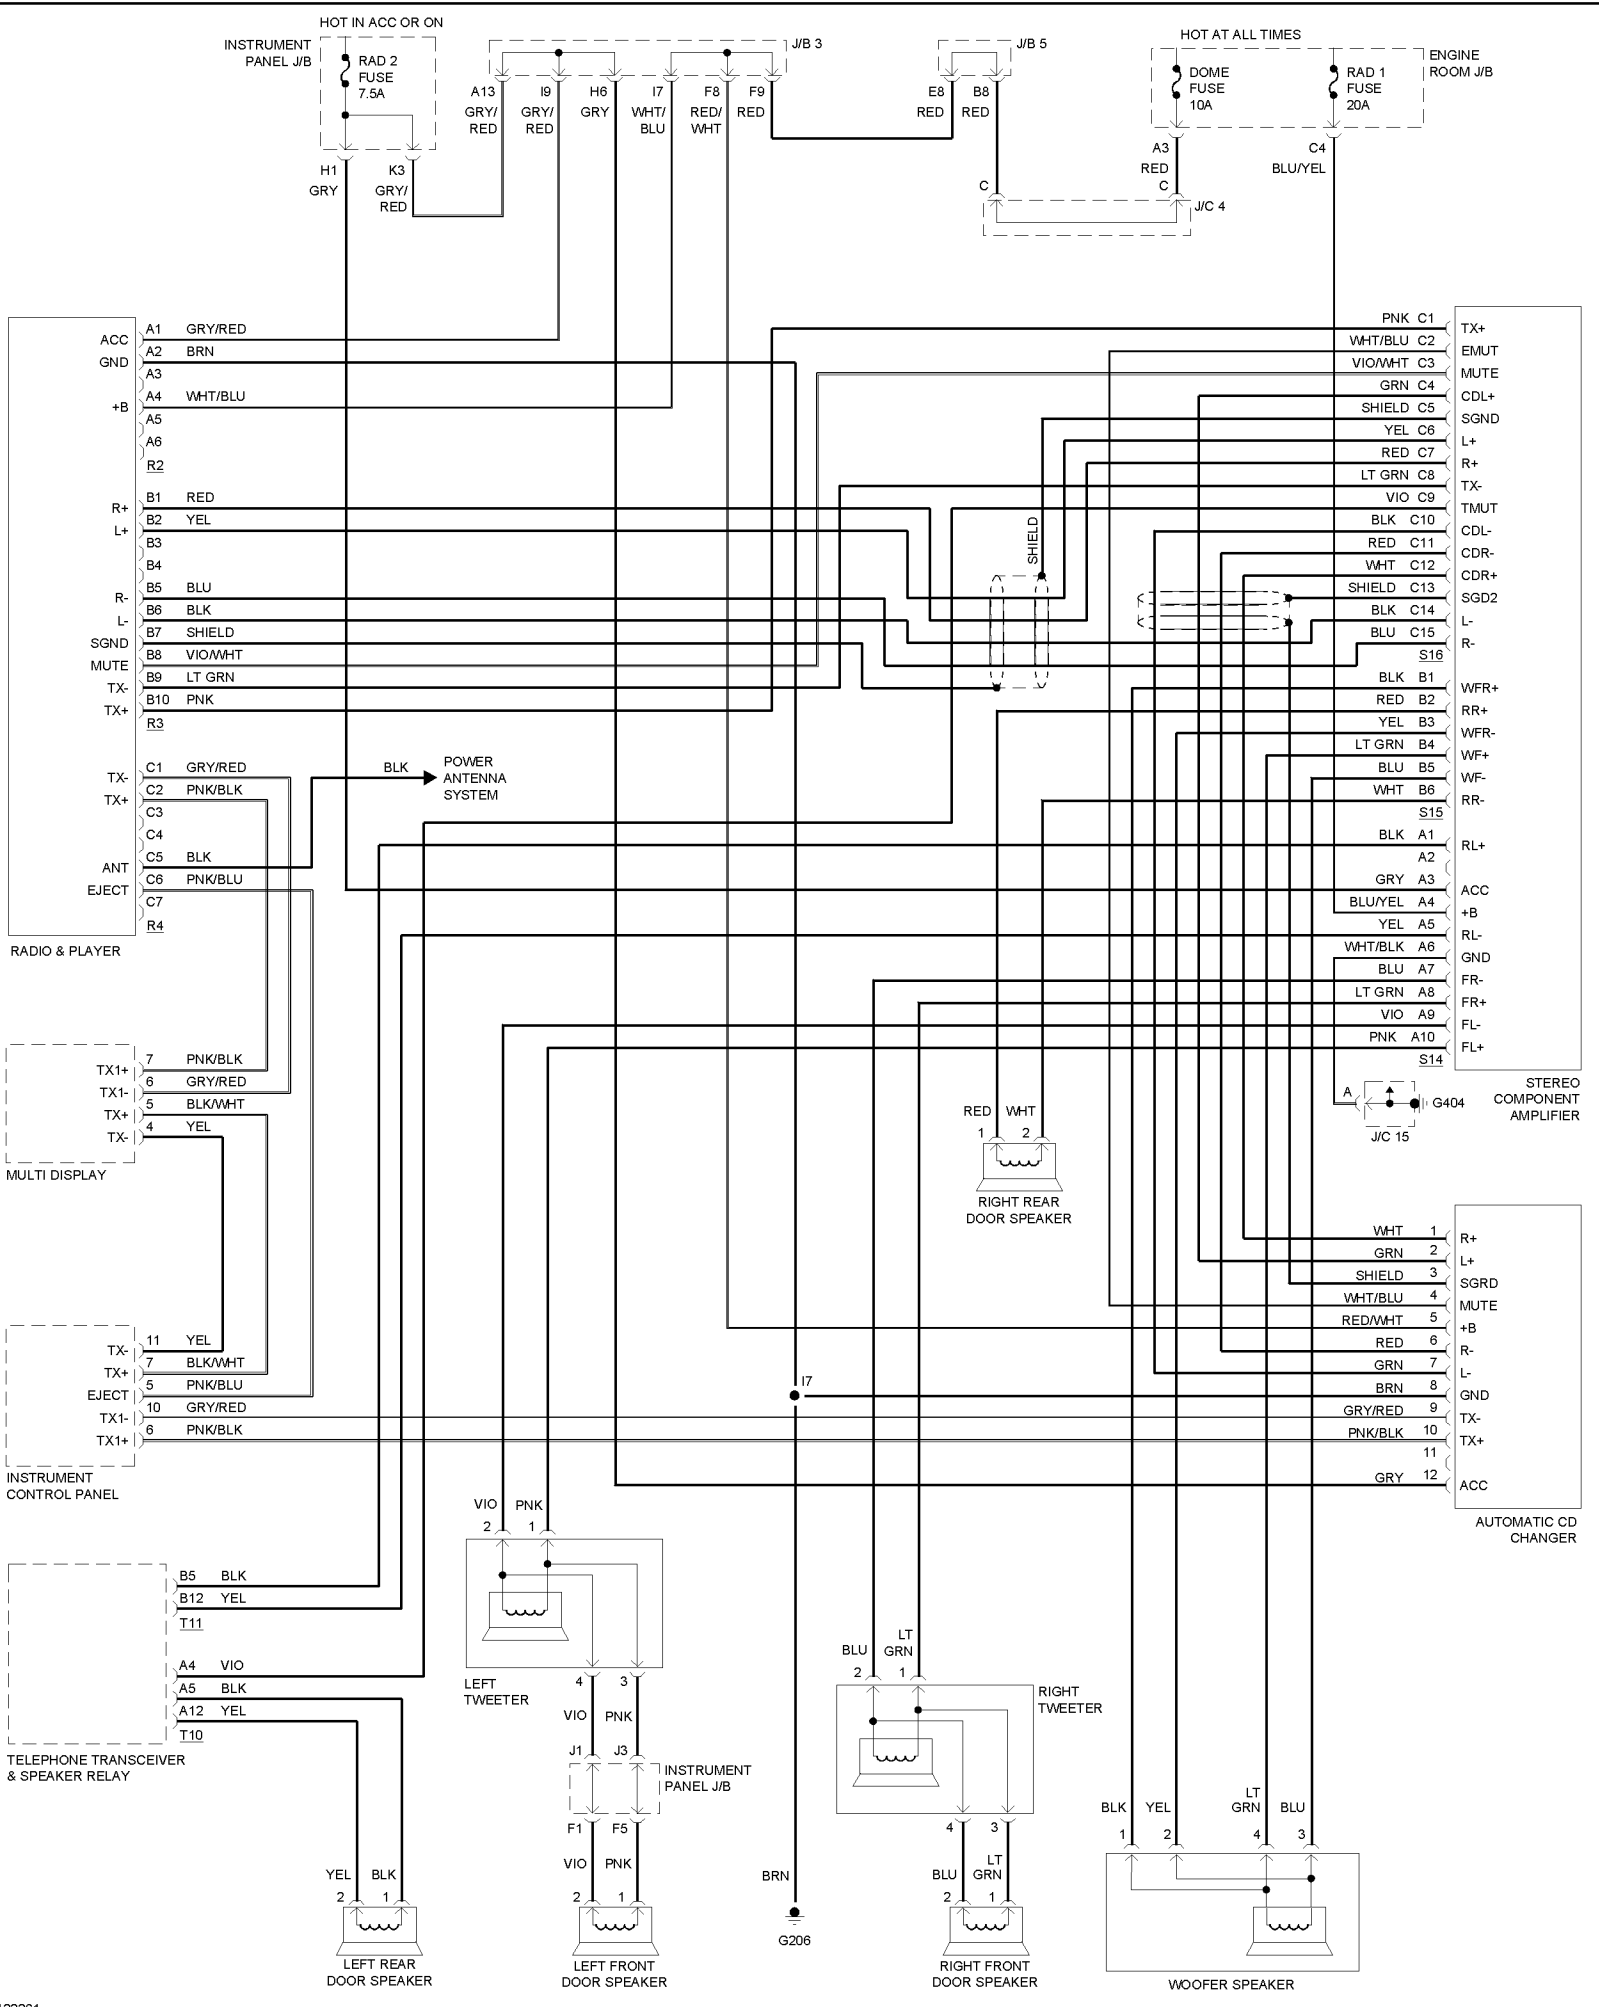 HOT IN ACC OR ON
INSTRUMENT
PANEL J/B
RAD 2
FUSE
7.5A
J/B 3
J/B 5
HOT AT ALL TIMES
DOME
FUSE
10A
RAD 1
FUSE
20A
ENGINE
ROOM J/B
A13
GRY/
RED
I9
GRY/
RED
H6
GRY
I7
WHT/
BLU
F8
RED/
WHT
F9
RED
E8
RED
B8
RED
A3
RED
C4
BLU/YEL
H1
GRY
K3
GRY/
RED
C
C
J/C 4
ACC A1 GRY/RED
GND A2 BRN
A3
+B A4 WHT/BLU
A5
A6
R2
R+ B1 RED
L+ B2 YEL
B3
B4
R- B5 BLU
L- B6 BLK
SGND B7 SHIELD
MUTE B8 VIO/WHT
TX- B9 LT GRN
TX+ B10 PNK
R3
TX- C1 GRY/RED
TX+ C2 PNK/BLK
C3
C4
ANT C5 BLK
EJECT C6 PNK/BLU
C7
R4
RADIO & PLAYER
BLK
POWER
ANTENNA
SYSTEM
SHIELD
PNK C1 TX+
WHT/BLU C2 EMUT
VIO/WHT C3 MUTE
GRN C4 CDL+
SHIELD C5 SGND
YEL C6 L+
RED C7 R+
LT GRN C8 TX-
VIO C9 TMUT
BLK C10 CDL-
RED C11 CDR-
WHT C12 CDR+
SHIELD C13 SGD2
BLK C14 L-
BLU C15 R-
S16
BLK B1 WFR+
RED B2 RR+
YEL B3 WFR-
LT GRN B4 WF+
BLU B5 WF-
WHT B6 RR-
S15
BLK A1 RL+
A2
GRY A3 ACC
BLU/YEL A4 +B
YEL A5 RL-
WHT/BLK A6 GND
BLU A7 FR-
LT GRN A8 FR+
VIO A9 FL-
PNK A10 FL+
S14
STEREO
COMPONENT
AMPLIFIER
A
G404
J/C 15
TX1+ 7 PNK/BLK
TX1- 6 GRY/RED
TX+ 5 BLK/WHT
TX- 4 YEL
MULTI DISPLAY
RED WHT
1 2
RIGHT REAR
DOOR SPEAKER
WHT 1 R+
GRN 2 L+
SHIELD 3 SGRD
WHT/BLU 4 MUTE
RED/WHT 5 +B
RED 6 R-
GRN 7 L-
BRN 8 GND
GRY/RED 9 TX-
PNK/BLK 10 TX+
11
GRY 12 ACC
AUTOMATIC CD
CHANGER
TX- 11 YEL
TX+ 7 BLK/WHT
EJECT 5 PNK/BLU
TX1- 10 GRY/RED
TX1+ 6 PNK/BLK
INSTRUMENT
CONTROL PANEL
I7
B5 BLK
B12 YEL
T11
A4 VIO
A5 BLK
A12 YEL
T10
TELEPHONE TRANSCEIVER
& SPEAKER RELAY
VIO PNK
2 1
LEFT
TWEETER
4 3
VIO PNK
J1 J3
INSTRUMENT
PANEL J/B
F1 F5
VIO PNK
2 1
LEFT FRONT
DOOR SPEAKER
YEL BLK
2 1
LEFT REAR
DOOR SPEAKER
BRN
G206
BLU LT
GRN
2 1
RIGHT
TWEETER
4 3
BLU LT
GRN
2 1
RIGHT FRONT
DOOR SPEAKER
BLK YEL LT
GRN BLU
1 2 4 3
WOOFER SPEAKER